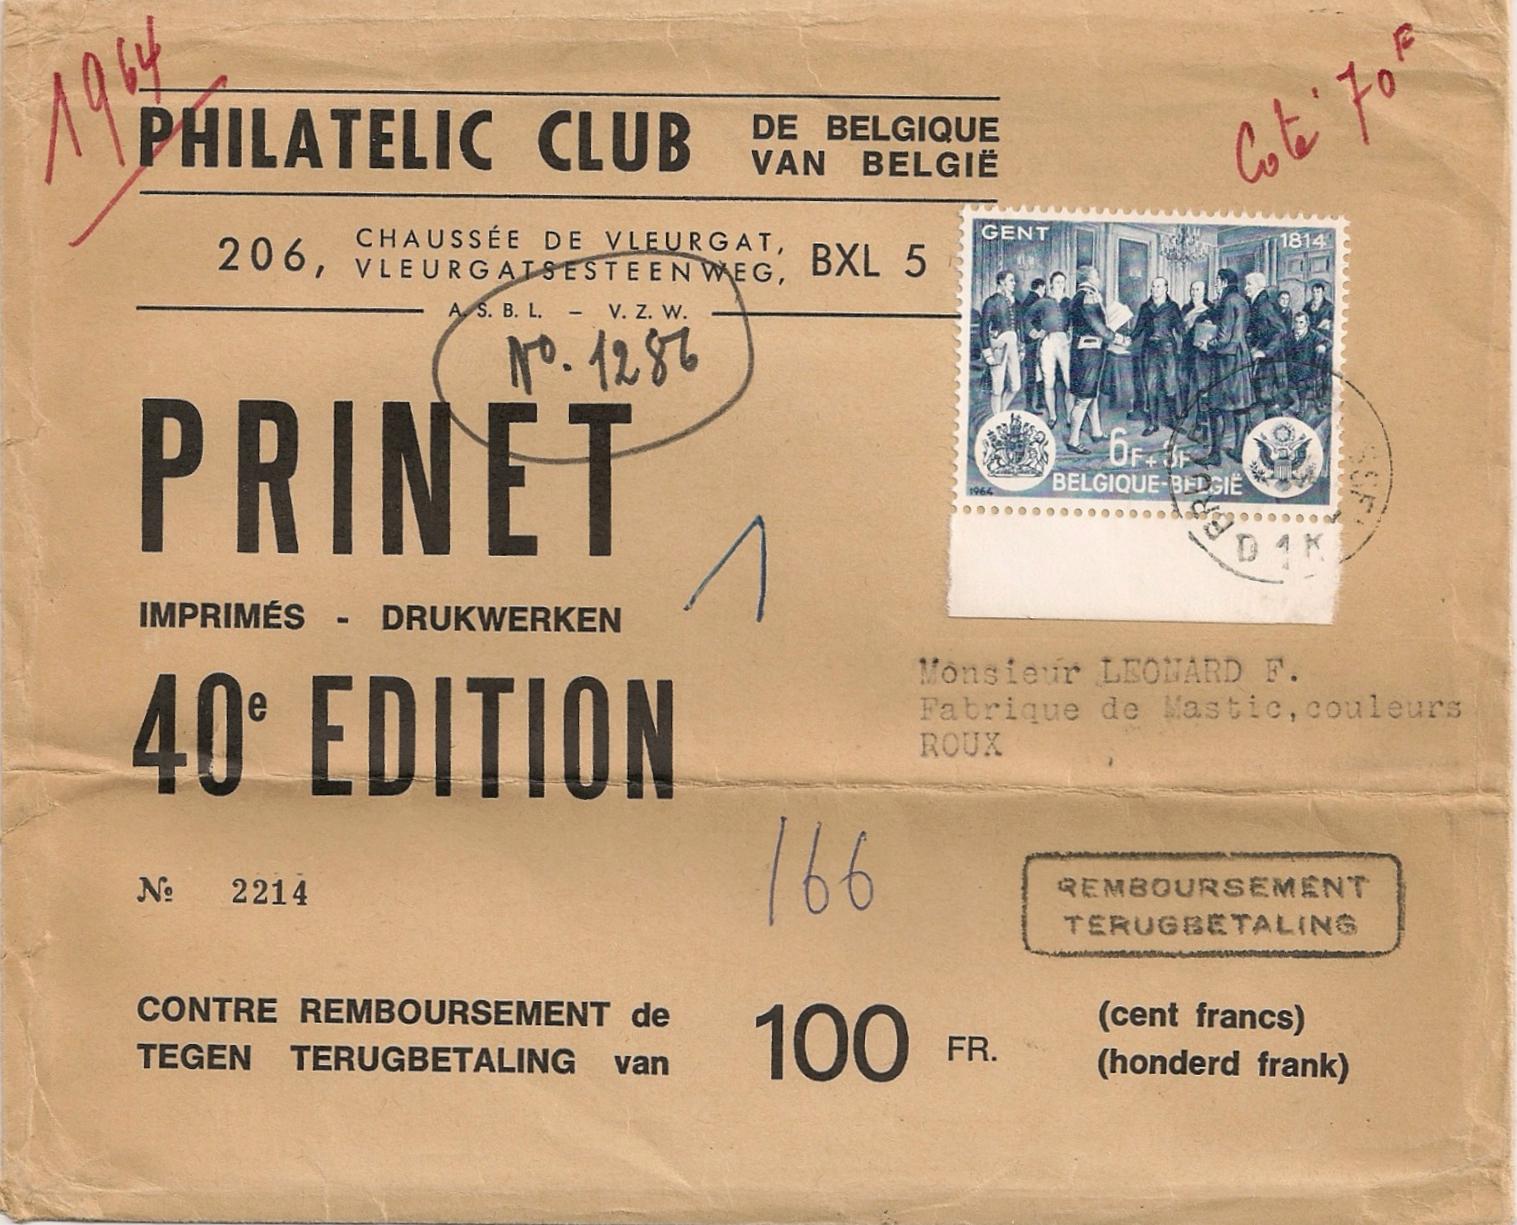 1964
Coté 70F
PHILATELIC CLUB DE BELGIQUE
VAN BELGIË
206, CHAUSSÉE DE VLEURGAT,
VLEURGATSESTEENWEG, BXL 5
A.S.B.L. – V.Z.W.
No. 1286
GENT 1814
6F+3F
BELGIQUE-BELGIË
1964
D1K
PRINET
1
IMPRIMÉS - DRUKWERKEN
Monsieur LEONARD F.
Fabrique de Mastic,couleurs
ROUX
40e EDITION
166
№ 2214
REMBOURSEMENT
TERUGBETALING
CONTRE REMBOURSEMENT de
TEGEN TERUGBETALING van
100 FR.
(cent francs)
(honderd frank)